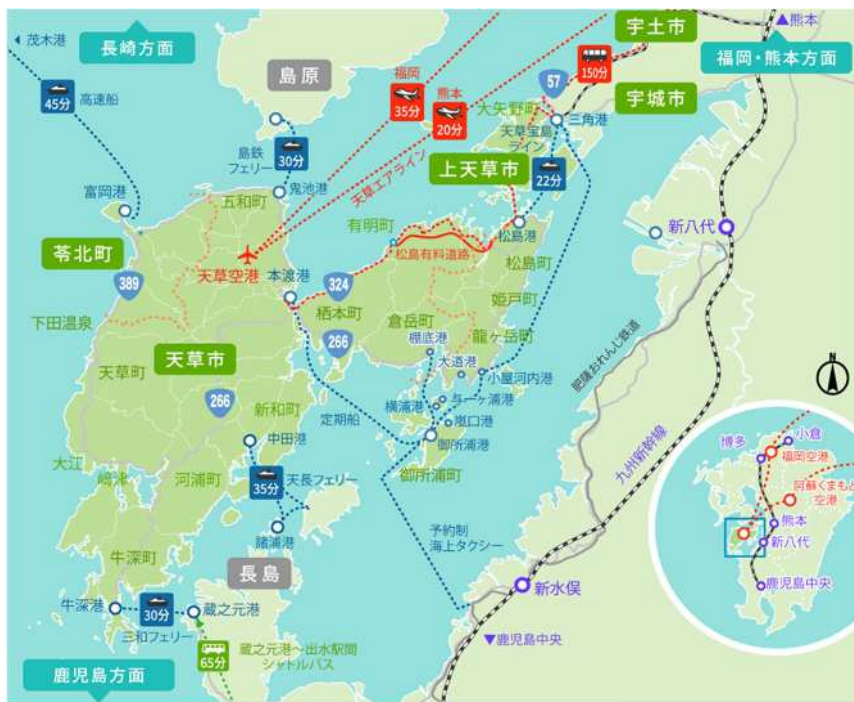 長崎方面
茂木港
45分
高速船
島原
福岡
35分
熊本
20分
天草エアライン
宇土市
熊本
福岡・熊本方面
150分
57
宇城市
大矢野町
三角港
天草宝島
ライン
上天草市
22分
島鉄
フェリー
30分
鬼池港
富岡港
五和町
苓北町
有明町
松島港
松島有料道路
新八代
天草空港
本渡港
389
324
松島町
下田温泉
栖本町
姫戸町
倉岳町
266
棚底港
龍ヶ岳町
天草市
大道港
小屋河内港
天草町
266
与一ヶ浦港
横浦港
嵐口港
新和町
定期船
御所浦港
中田港
肥薩おれんじ鉄道
九州新幹線
N
大江
﨑津
河浦町
35分
天長フェリー
御所浦町
諸浦港
予約制
海上タクシー
牛深町
長島
新水俣
牛深港
30分
蔵之元港
三和フェリー
鹿児島中央
65分
蔵之元港～出水駅間
シャトルバス
鹿児島方面
小倉
博多
福岡空港
阿蘇くまもと
空港
熊本
新八代
鹿児島中央